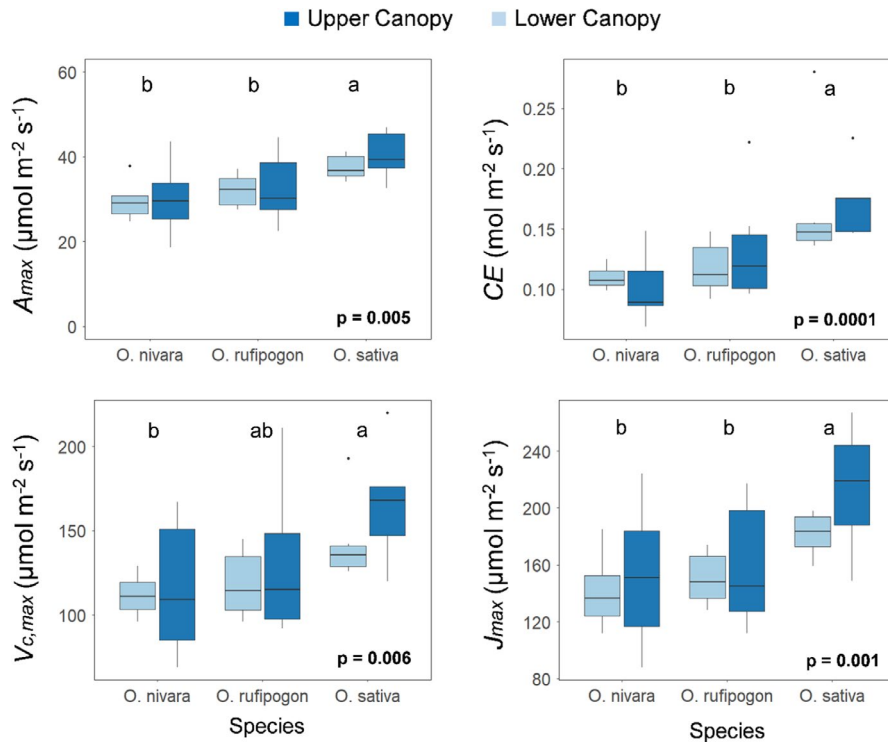 Upper Canopy Lower Canopy
Amax (µmol m-2 s-1)
60
40
20
0
b b a
p = 0.005
O. nivara O. rufipogon O. sativa
CE (mol m-2 s-1)
0.25
0.20
0.15
0.10
b b a
p = 0.0001
O. nivara O. rufipogon O. sativa
Vc,max (µmol m-2 s-1)
200
150
100
b ab a
p = 0.006
O. nivara O. rufipogon O. sativa
Species
Jmax (µmol m-2 s-1)
240
200
160
120
80
b b a
p = 0.001
O. nivara O. rufipogon O. sativa
Species